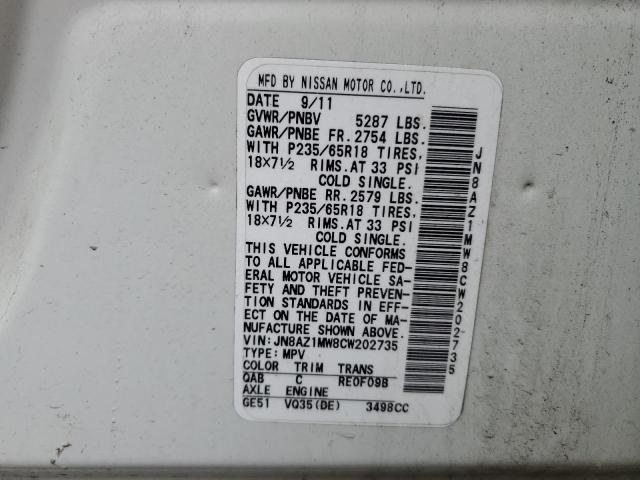 MFD BY NISSAN MOTOR CO.,LTD.
DATE 9/11
GVWR/PNBV 5287 LBS.
GAWR/PNBE FR. 2754 LBS.
WITH P235/65R18 TIRES,
18X7½ RIMS. AT 33 PSI
COLD SINGLE.
GAWR/PNBE RR. 2579 LBS.
WITH P235/65R18 TIRES,
18X7½ RIMS. AT 33 PSI
COLD SINGLE.
THIS VEHICLE CONFORMS
TO ALL APPLICABLE FED-
ERAL MOTOR VEHICLE SA-
FETY AND THEFT PREVEN-
TION STANDARDS IN EFF-
ECT ON THE DATE OF MA-
NUFACTURE SHOWN ABOVE.
VIN: JN8AZ1MW8CW202735
TYPE: MPV
COLOR TRIM TRANS
QAB C RE0F09B
AXLE ENGINE
GE51 VQ35(DE) 3498CC
JN8AZ1MW8CW202735